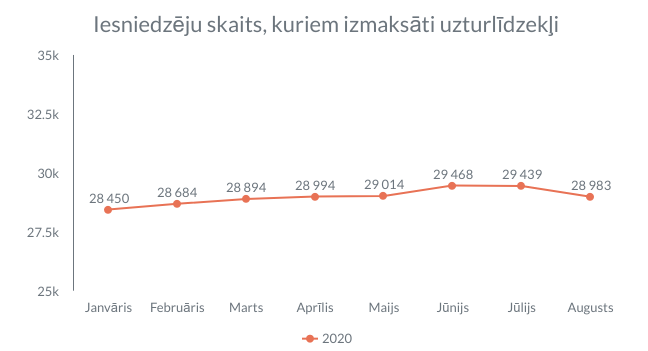 Iesniedzēju skaits, kuriem izmaksāti uzturlīdzekļi
35k
32.5k
30k
27.5k
25k
28 450
28 684
28 894
28 994
29 014
29 468
29 439
28 983
Janvāris Februāris Marts Aprīlis Maijs Jūnijs Jūlijs Augusts
2020